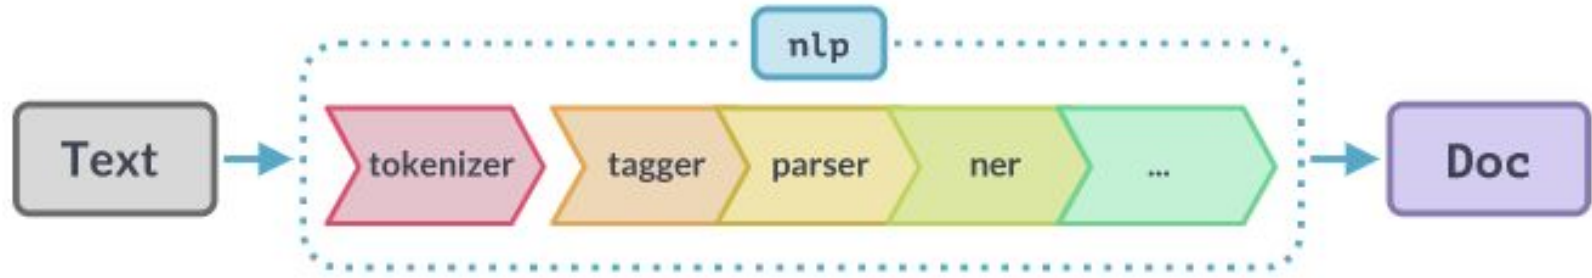 nlp
Text
tokenizer
tagger
parser
ner
...
Doc